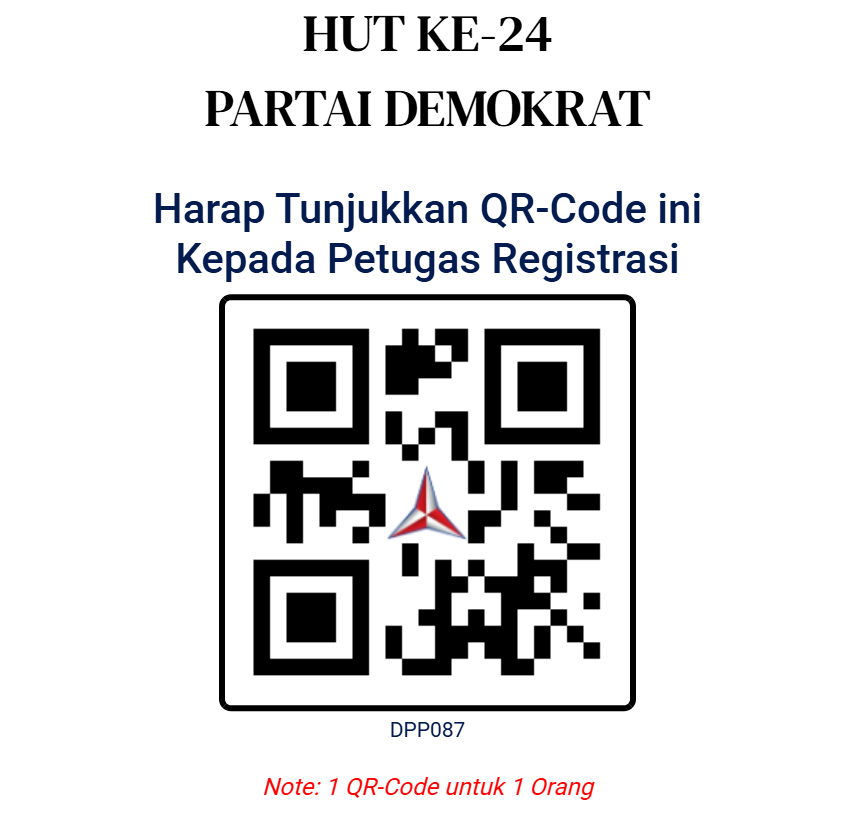 HUT KE-24
PARTAI DEMOKRAT
Harap Tunjukkan QR-Code ini
Kepada Petugas Registrasi
DPP087
Note: 1 QR-Code untuk 1 Orang